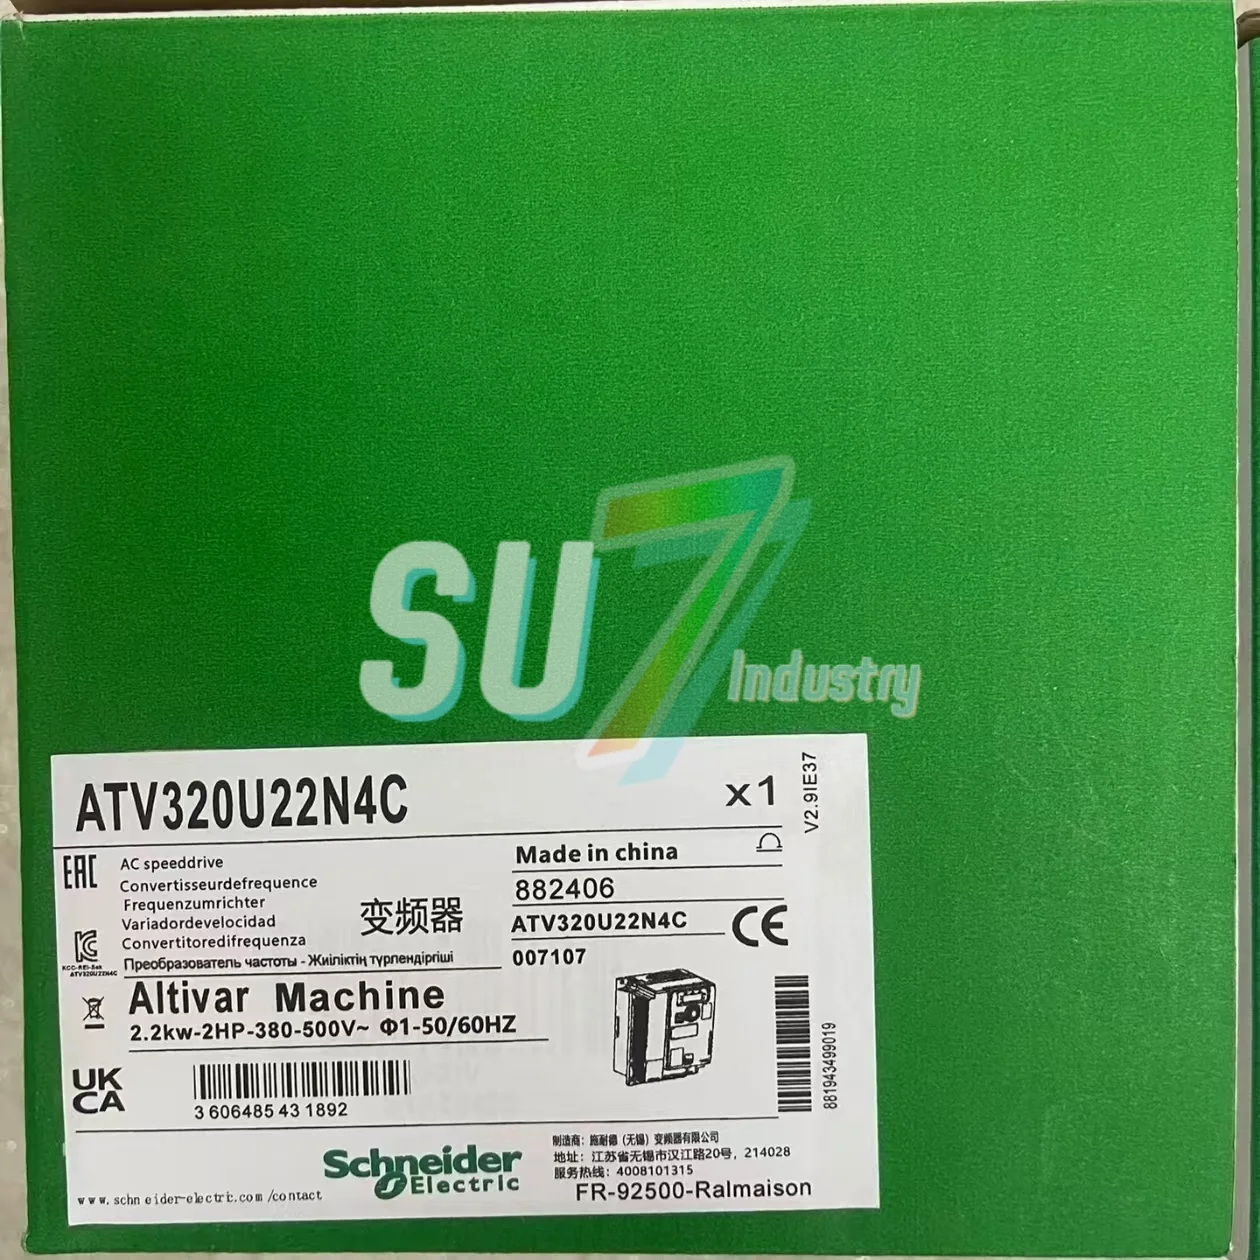 SU7 Industry
ATV320U22N4C
x1
V2.9IE37
EAC
AC speeddrive
Convertisseurdefrequence
Frequenzumrichter
Variadordevelocidad
Convertitoredifrequenza
Преобразователь частоты - Жиіліктің түрлендіргіші
变频器
Made in china
882406
ATV320U22N4C
007107
CE
ATV320U22N4C
Altivar Machine
2.2kw-2HP-380-500V~ Φ1-50/60HZ
UK
CA
3 606485 43 1892
881943499019
Schneider
Electric
www.schneider-electric.com/contact
制造商：施耐德（无锡）变频器有限公司
地址：江苏省无锡市汉江路20号，214028
服务热线：4008101315
FR-92500-Ralmaison